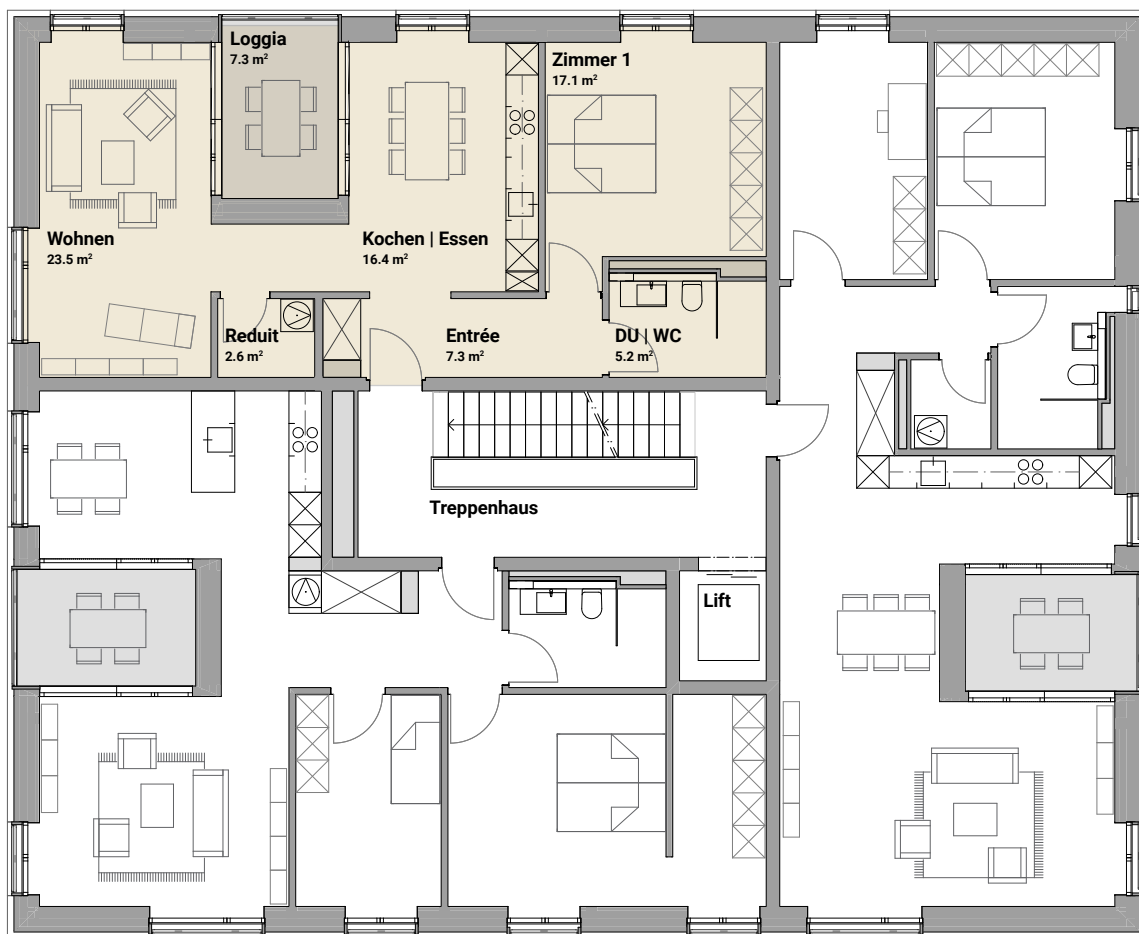 Loggia
7.3 m²
Zimmer 1
17.1 m²
Wohnen
23.5 m²
Kochen | Essen
16.4 m²
Reduit
2.6 m²
Entrée
7.3 m²
DU | WC
5.2 m²
Treppenhaus
Lift